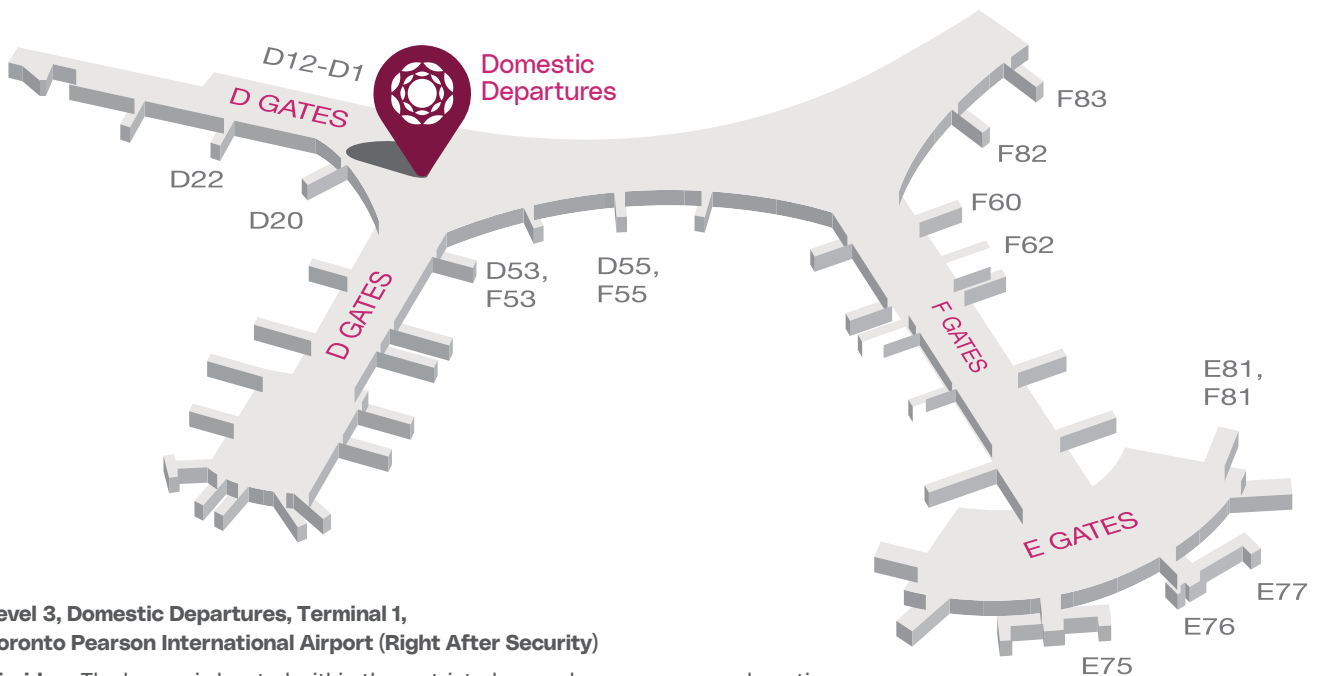 D12-D1
Domestic
Departures
D GATES
F83
F82
D22
F60
D20
F62
D53,
F53
D55,
F55
D GATES
F GATES
E81,
F81
E GATES
E77
E76
E75
evel 3, Domestic Departures, Terminal 1,
oronto Pearson International Airport (Right After Security)